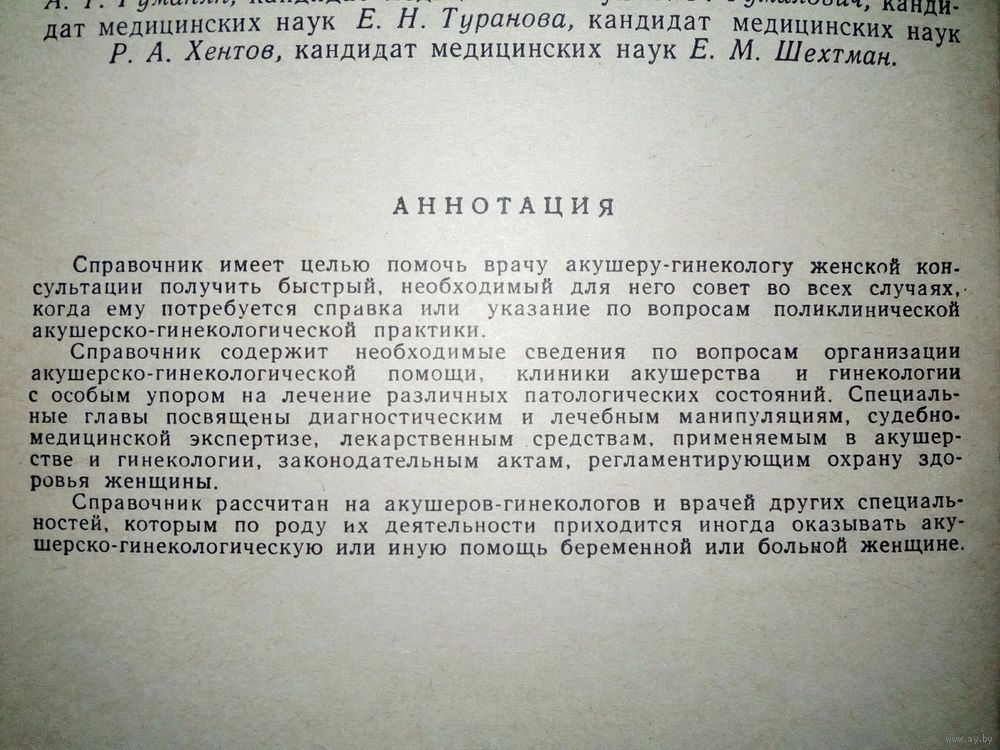 дат медицинских наук Е. Н. Туранова, кандидат медицинских наук
Р. А. Хентов, кандидат медицинских наук Е. М. Шехтман.
АННОТАЦИЯ
Справочник имеет целью помочь врачу акушеру-гинекологу женской кон-
сультации получить быстрый, необходимый для него совет во всех случаях,
когда ему потребуется справка или указание по вопросам поликлинической
акушерско-гинекологической практики.
Справочник содержит необходимые сведения по вопросам организации
акушерско-гинекологической помощи, клиники акушерства и гинекологии
с особым упором на лечение различных патологических состояний. Специаль-
ные главы посвящены диагностическим и лечебным манипуляциям, судебно-
медицинской экспертизе, лекарственным средствам, применяемым в акушер-
стве и гинекологии, законодательным актам, регламентирующим охрану здо-
ровья женщины.
Справочник рассчитан на акушеров-гинекологов и врачей других специаль-
ностей, которым по роду их деятельности приходится иногда оказывать аку-
шерско-гинекологическую или иную помощь беременной или больной женщине.
www.ay.by